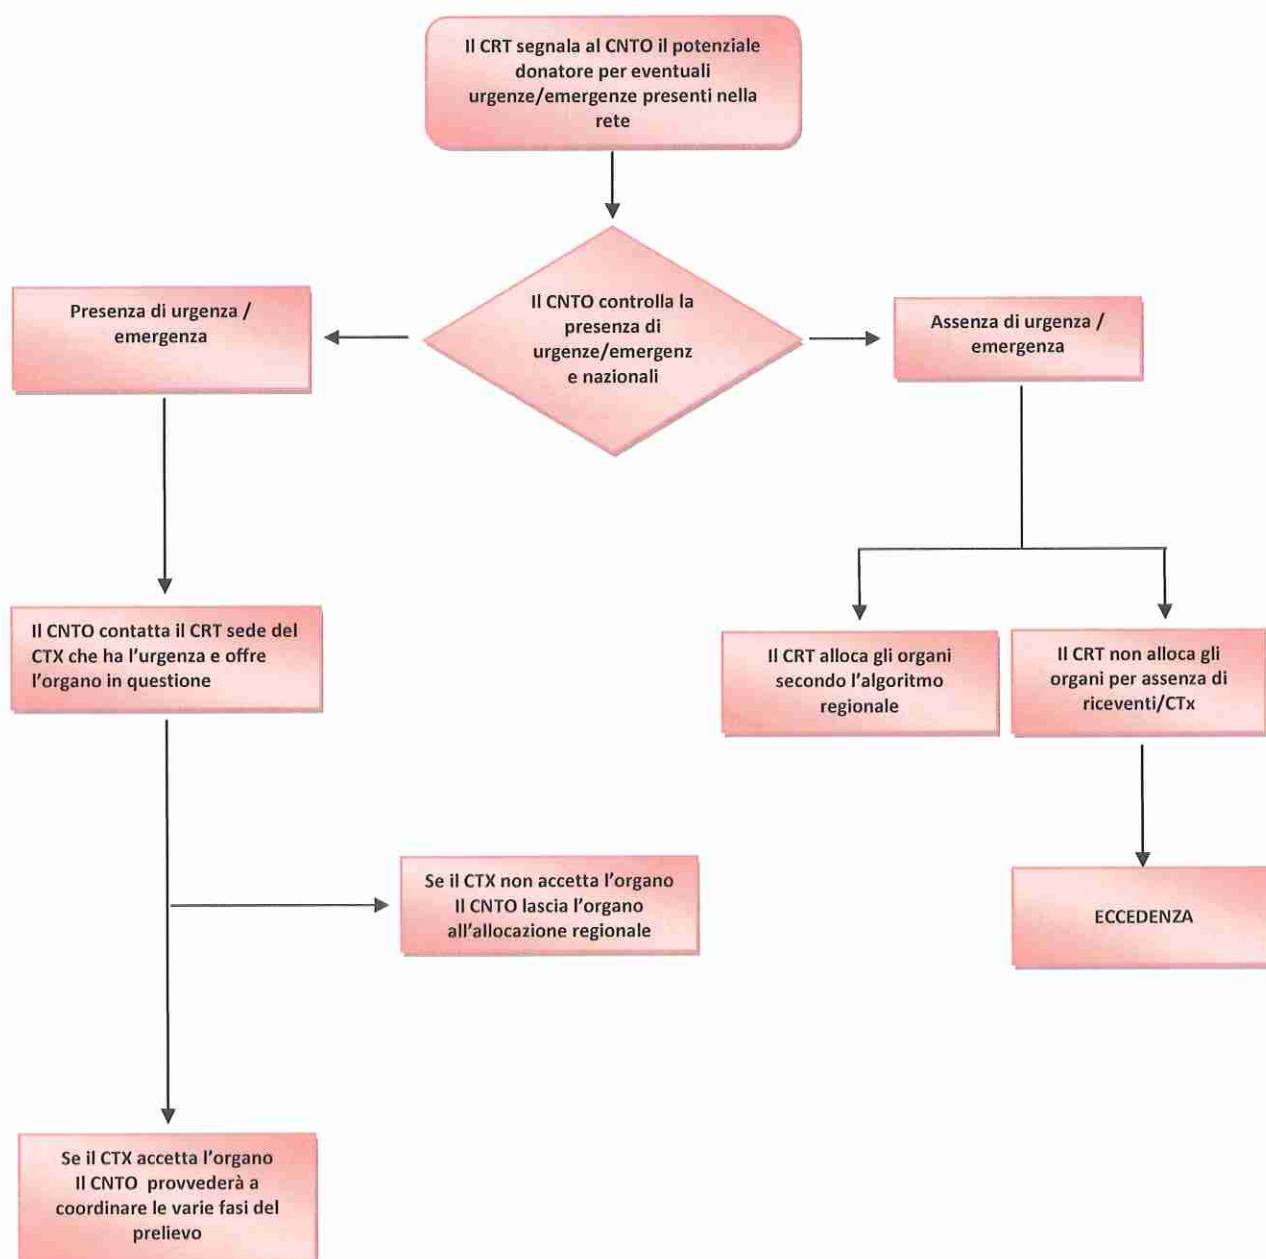 Il CRT segnala al CNTO il potenziale
donatore per eventuali
urgenze/emergenze presenti nella
rete
Il CNTO controlla la
presenza di
urgenze/emergenz
e nazionali
Presenza di urgenza /
emergenza
Assenza di urgenza /
emergenza
Il CNTO contatta il CRT sede del
CTX che ha l’urgenza e offre
l’organo in questione
Il CRT alloca gli organi
secondo l’algoritmo
regionale
Il CRT non alloca gli
organi per assenza di
riceventi/CTx
Se il CTX non accetta l’organo
Il CNTO lascia l’organo
all’allocazione regionale
ECCEDENZA
Se il CTX accetta l’organo
Il CNTO provvederà a
coordinare le varie fasi del
prelievo